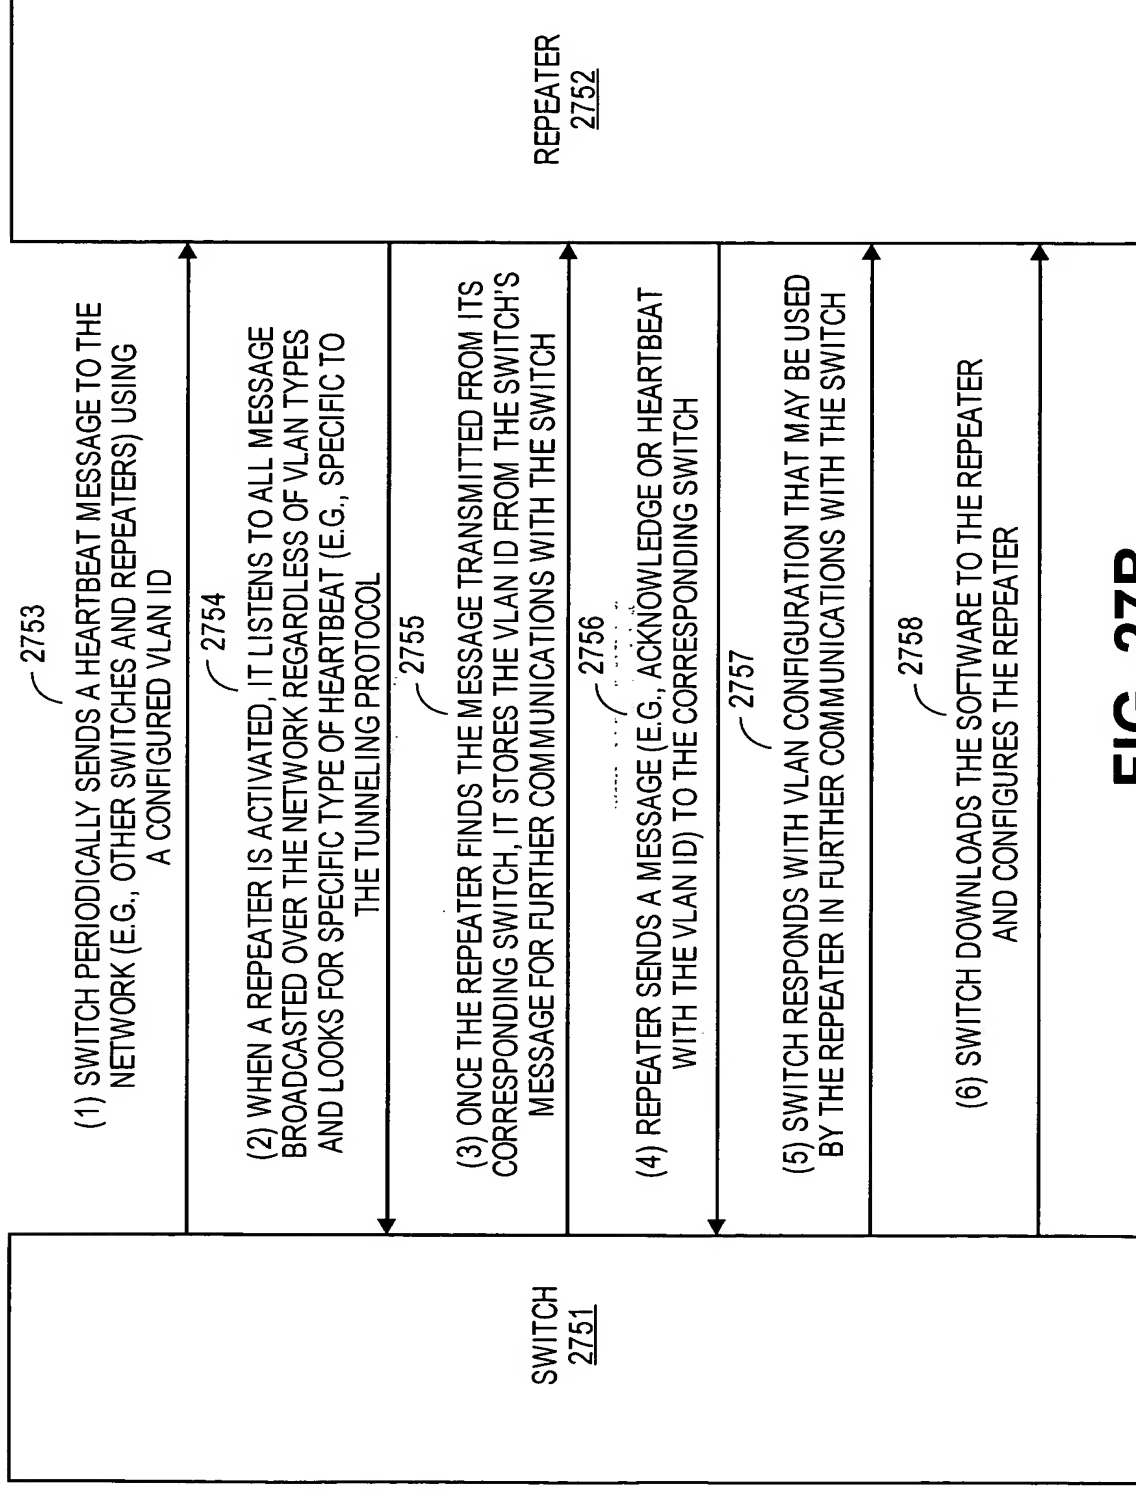 SWITCH
2751
REPEATER
2752
2753
(1) SWITCH PERIODICALLY SENDS A HEARTBEAT MESSAGE TO THE
NETWORK (E.G., OTHER SWITCHES AND REPEATERS) USING
A CONFIGURED VLAN ID
2754
(2) WHEN A REPEATER IS ACTIVATED, IT LISTENS TO ALL MESSAGE
BROADCASTED OVER THE NETWORK REGARDLESS OF VLAN TYPES
AND LOOKS FOR SPECIFIC TYPE OF HEARTBEAT (E.G., SPECIFIC TO
THE TUNNELING PROTOCOL
2755
(3) ONCE THE REPEATER FINDS THE MESSAGE TRANSMITTED FROM ITS
CORRESPONDING SWITCH, IT STORES THE VLAN ID FROM THE SWITCH'S
MESSAGE FOR FURTHER COMMUNICATIONS WITH THE SWITCH
2756
(4) REPEATER SENDS A MESSAGE (E.G., ACKNOWLEDGE OR HEARTBEAT
WITH THE VLAN ID) TO THE CORRESPONDING SWITCH
2757
(5) SWITCH RESPONDS WITH VLAN CONFIGURATION THAT MAY BE USED
BY THE REPEATER IN FURTHER COMMUNICATIONS WITH THE SWITCH
2758
(6) SWITCH DOWNLOADS THE SOFTWARE TO THE REPEATER
AND CONFIGURES THE REPEATER
FIG. 27B